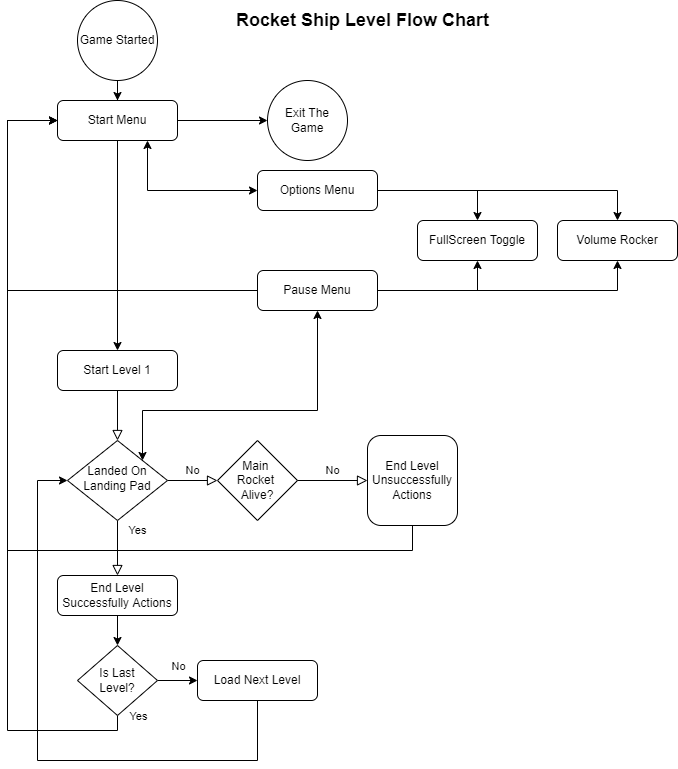 Rocket Ship Level Flow Chart
Game Started
Start Menu
Exit The
Game
Options Menu
FullScreen Toggle
Volume Rocker
Pause Menu
Start Level 1
Landed On
Landing Pad
No
Main
Rocket
Alive?
No
End Level
Unsuccessfully
Actions
Yes
End Level
Successfully Actions
Is Last
Level?
No
Load Next Level
Yes